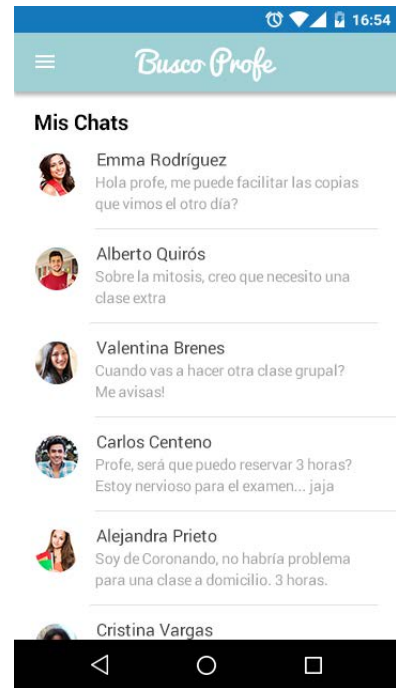 16:54
Busco Profe
Mis Chats
Emma Rodríguez
Hola profe, me puede facilitar las copias
que vimos el otro día?
Alberto Quirós
Sobre la mitosis, creo que necesito una
clase extra
Valentina Brenes
Cuando vas a hacer otra clase grupal?
Me avisas!
Carlos Centeno
Profe, será que puedo reservar 3 horas?
Estoy nervioso para el examen... jaja
Alejandra Prieto
Soy de Coronando, no habría problema
para una clase a domicilio. 3 horas.
Cristina Vargas